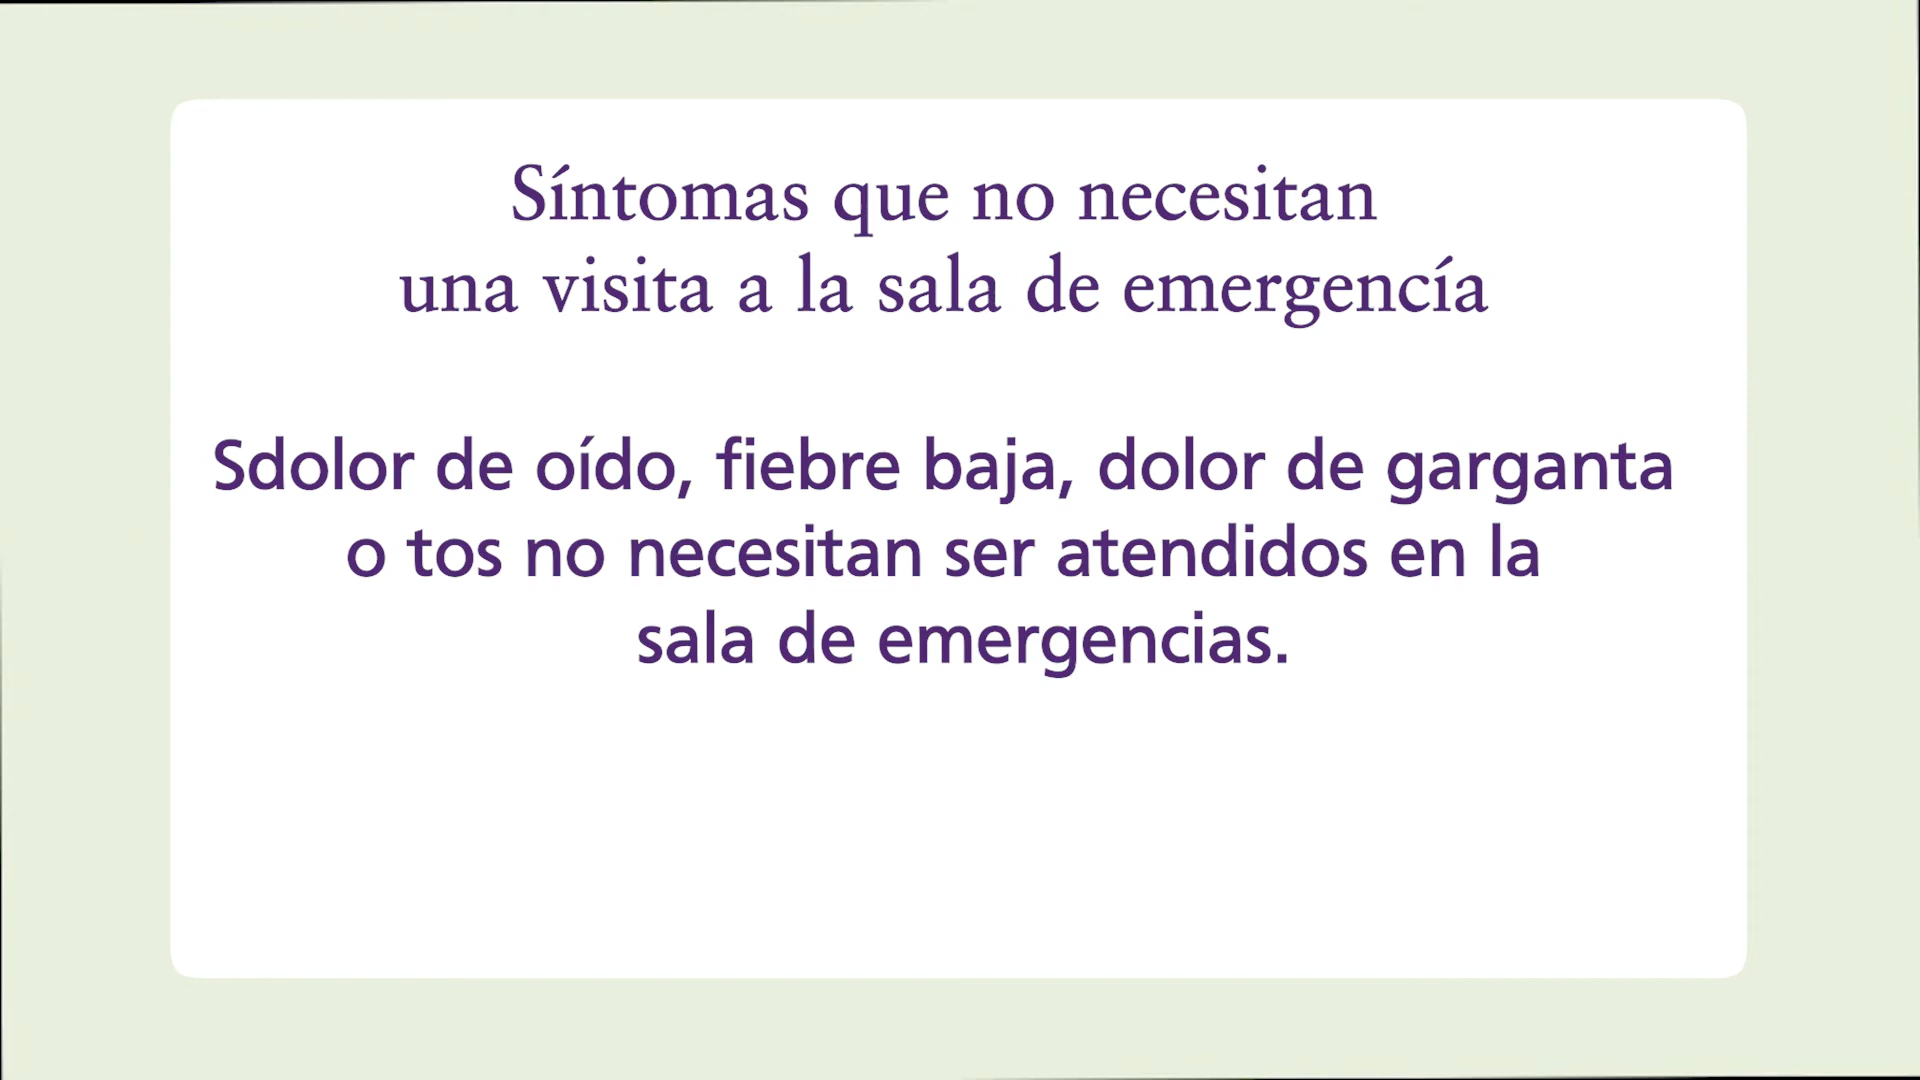 Síntomas que no necesitan
una visita a la sala de emergencía
Sdolor de oído, fiebre baja, dolor de garganta
o tos no necesitan ser atendidos en la
sala de emergencias.